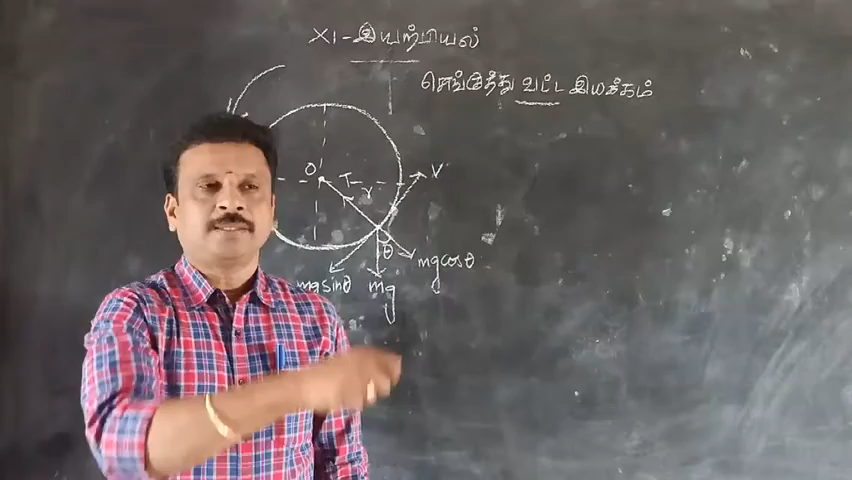 XI - இயற்பியல்
செங்குத்து வட்ட இயக்கம்
O
T
r
V
θ
mg cosθ
mg sinθ
mg